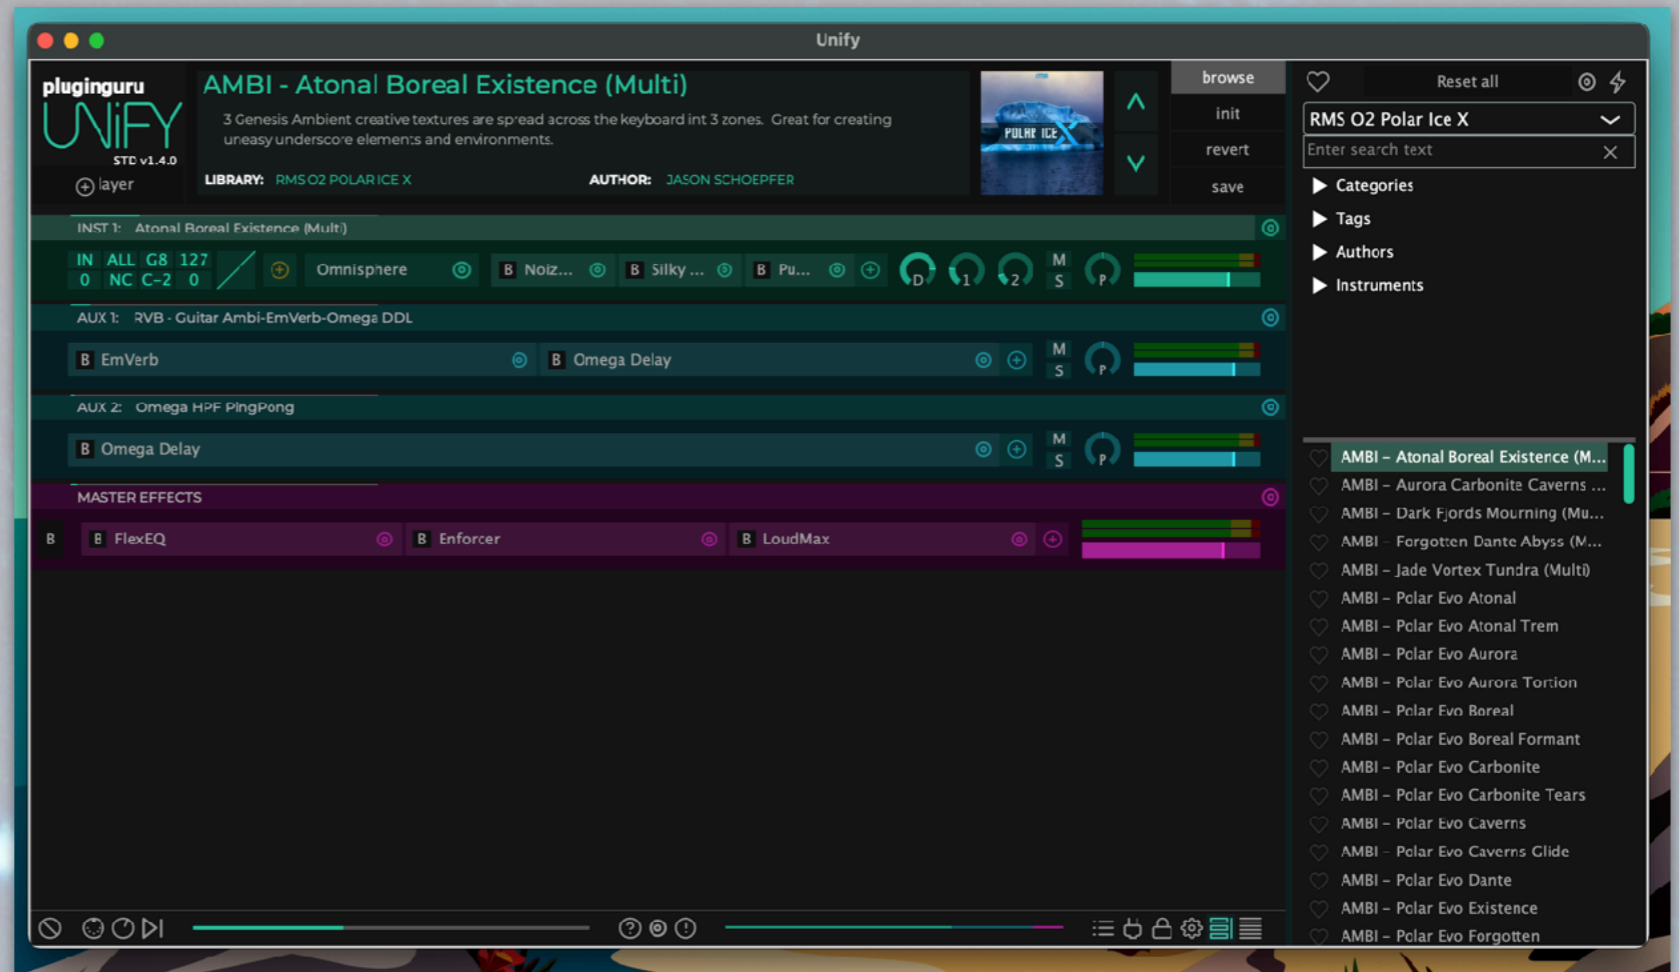 Unify
pluginguru
UNiFY
STD v1.4.0
layer
AMBI - Atonal Boreal Existence (Multi)
3 Genesis Ambient creative textures are spread across the keyboard int 3 zones. Great for creating
uneasy underscore elements and environments.
LIBRARY: RMS O2 POLAR ICE X
AUTHOR: JASON SCHOEPFER
POLAR ICE X
browse
init
revert
save
INST 1: Atonal Boreal Existence (Multi)
IN ALL G8 127
0 NC C-2 0
Omnisphere
B Noiz...
B Silky ...
B Pu...
D 1 2
M
S
P
AUX 1: RVB - Guitar Ambi-EmVerb-Omega DDL
B EmVerb
B Omega Delay
M
S
P
AUX 2: Omega HPF PingPong
B Omega Delay
M
S
P
MASTER EFFECTS
B
B FlexEQ
B Enforcer
B LoudMax
Reset all
RMS O2 Polar Ice X
Enter search text
Categories
Tags
Authors
Instruments
AMBI – Atonal Boreal Existence (M...
AMBI – Aurora Carbonite Caverns ...
AMBI – Dark Fjords Mourning (Mu...
AMBI – Forgotten Dante Abyss (M...
AMBI – Jade Vortex Tundra (Multi)
AMBI – Polar Evo Atonal
AMBI – Polar Evo Atonal Trem
AMBI – Polar Evo Aurora
AMBI – Polar Evo Aurora Tortion
AMBI – Polar Evo Boreal
AMBI – Polar Evo Boreal Formant
AMBI – Polar Evo Carbonite
AMBI – Polar Evo Carbonite Tears
AMBI – Polar Evo Caverns
AMBI – Polar Evo Caverns Glide
AMBI – Polar Evo Dante
AMBI – Polar Evo Existence
AMBI – Polar Evo Forgotten